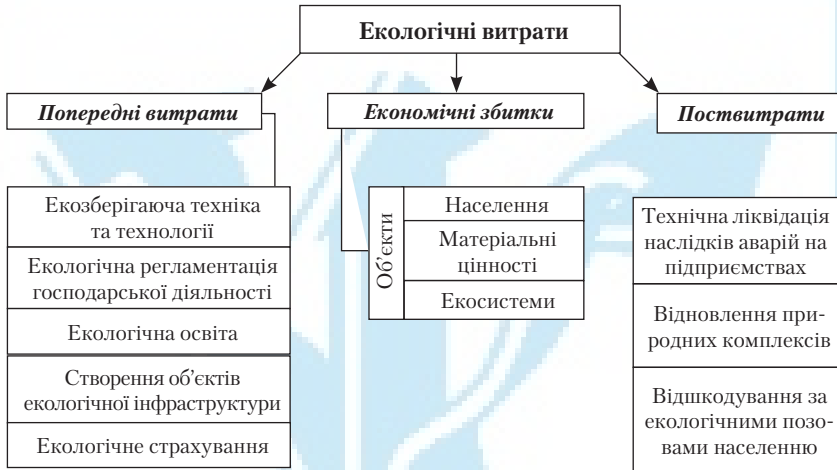 Екологічні витрати
Попередні витрати
Економічні збитки
Поствитрати
Екозберігаюча техніка
та технології
Екологічна регламентація
господарської діяльності
Екологічна освіта
Створення об’єктів
екологічної інфраструктури
Екологічне страхування
Об’єкти
Населення
Матеріальні
цінності
Екосистеми
Технічна ліквідація
наслідків аварій на
підприємствах
Відновлення при-
родних комплексів
Відшкодування за
екологічними позо-
вами населенню